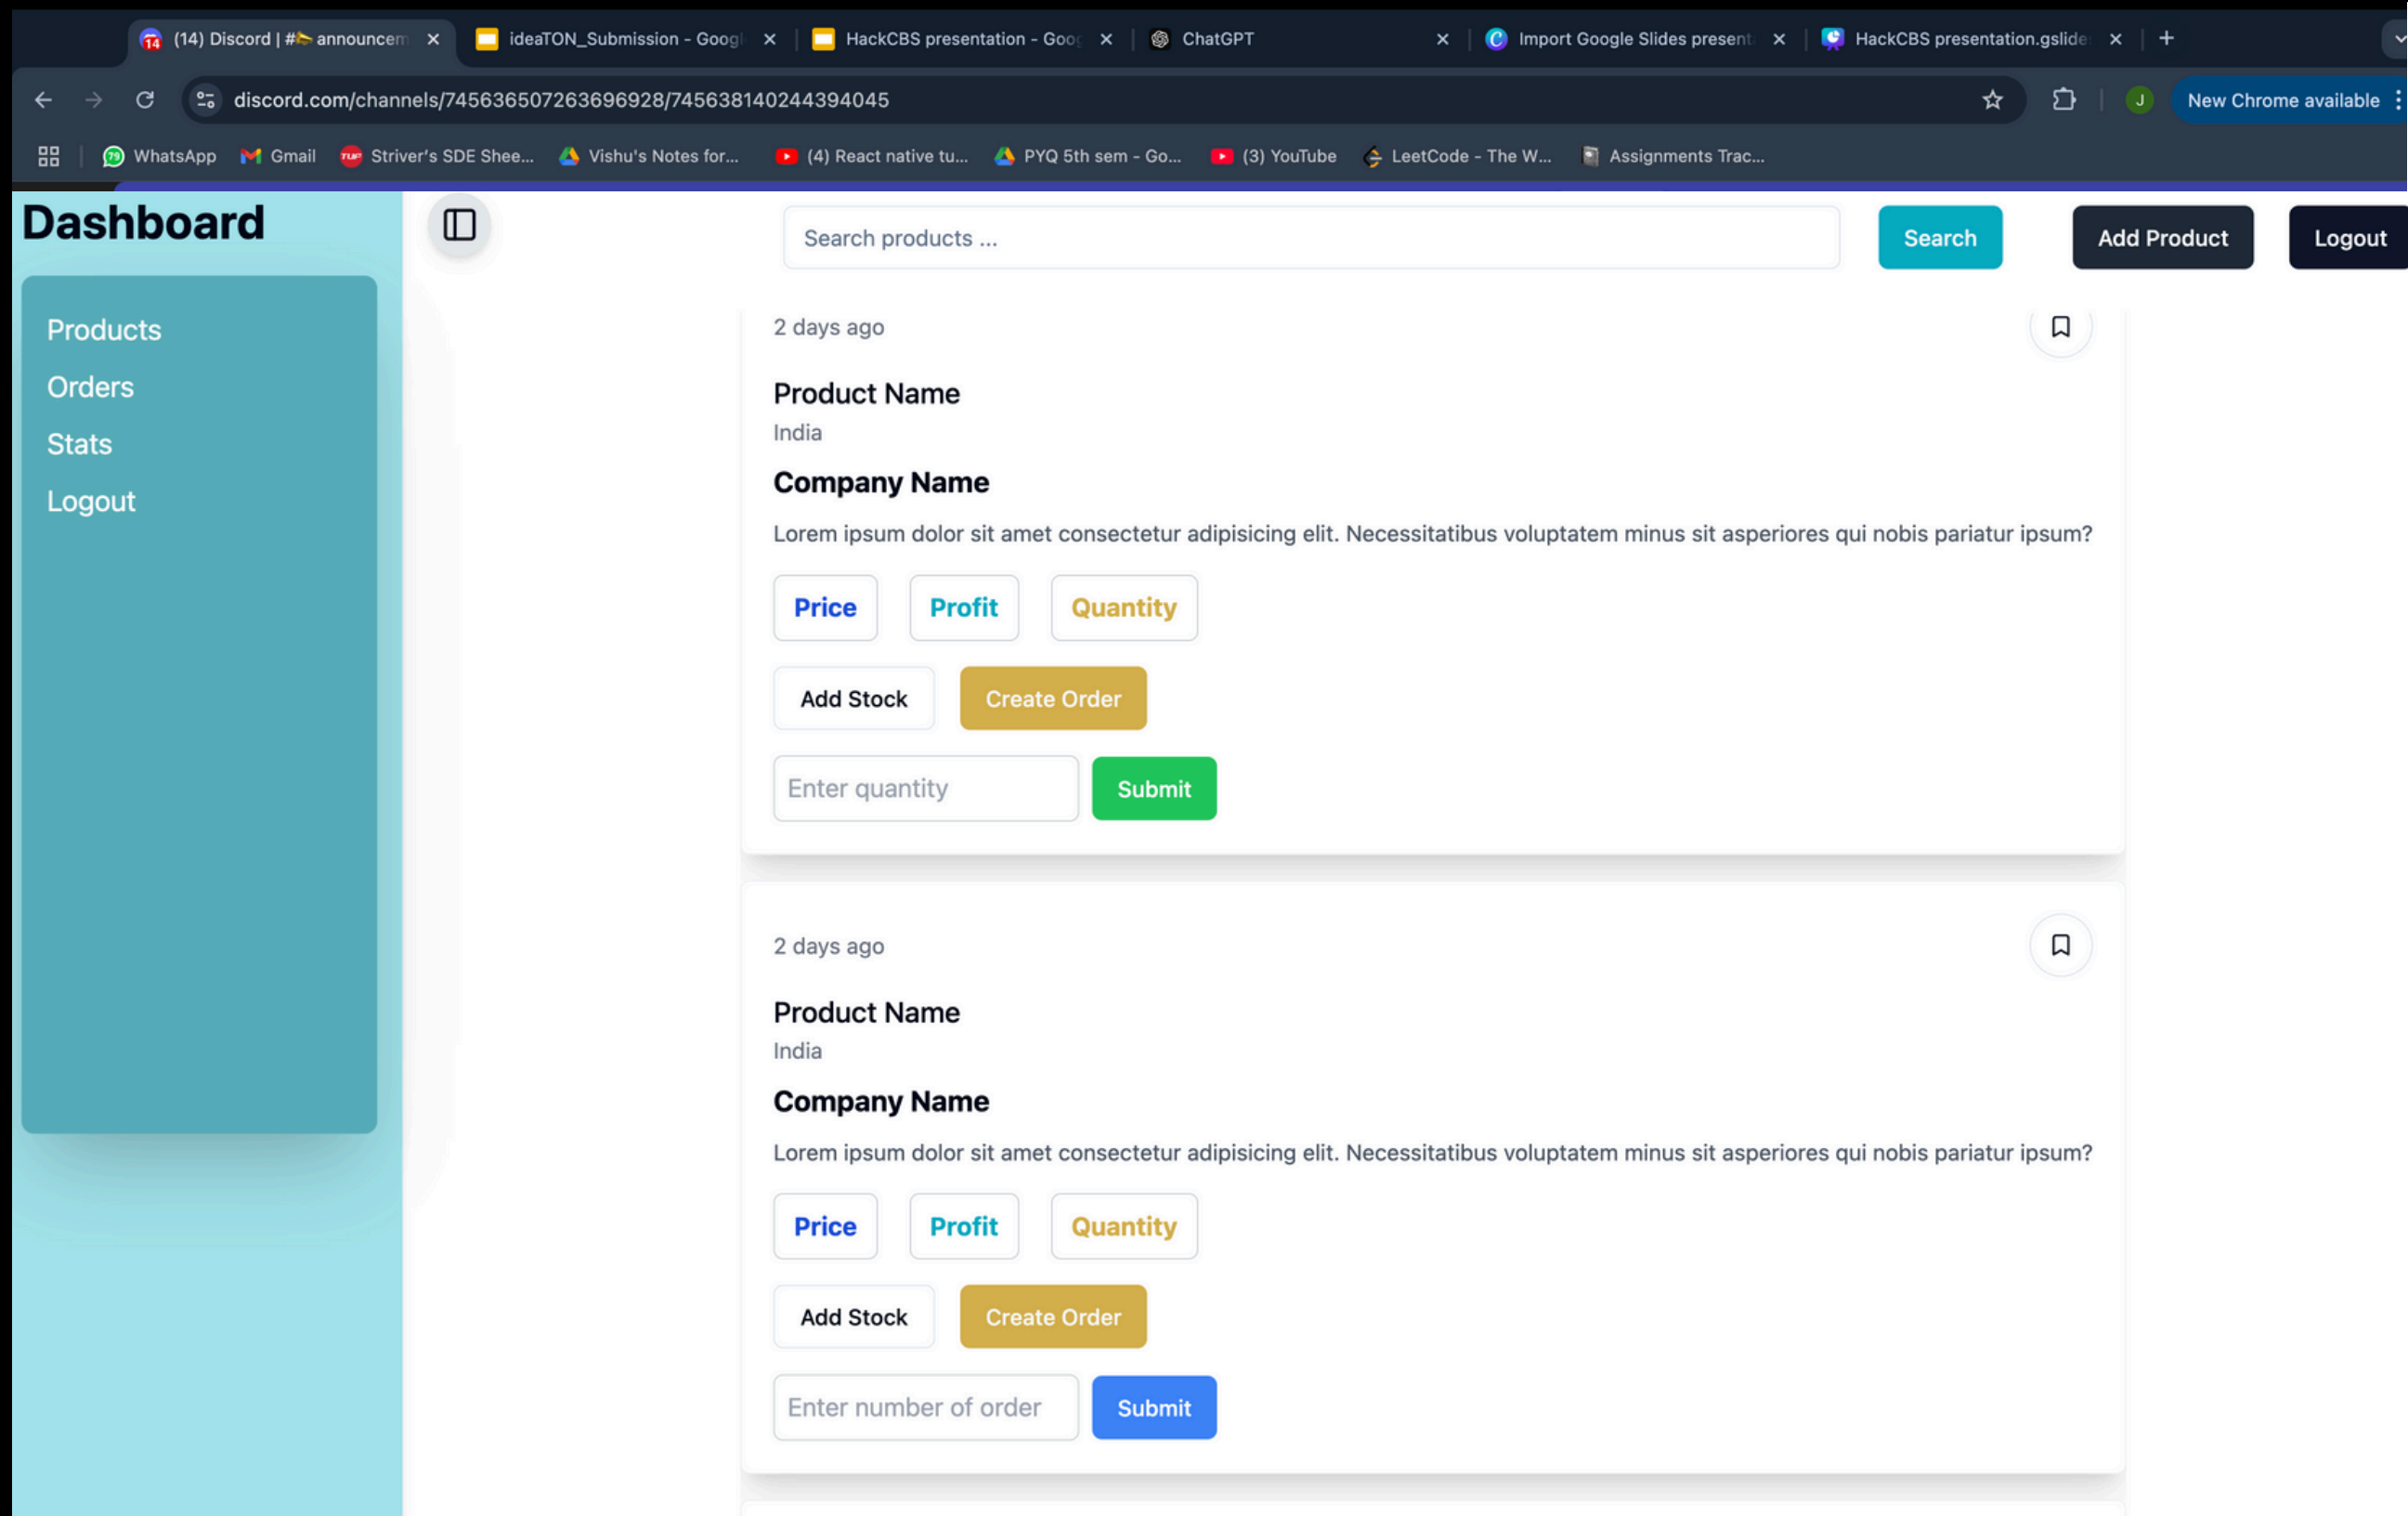 (14) Discord | # announcem
ideaTON_Submission - Googl
HackCBS presentation - Goog
ChatGPT
Import Google Slides present
HackCBS presentation.gslide
discord.com/channels/745636507263696928/745638140244394045
J
New Chrome available
WhatsApp
Gmail
Striver's SDE Shee...
Vishu's Notes for...
(4) React native tu...
PYQ 5th sem - Go...
(3) YouTube
LeetCode - The W...
Assignments Trac...
Dashboard
Products
Orders
Stats
Logout
Search products ...
Search
Add Product
Logout
2 days ago
Product Name
India
Company Name
Lorem ipsum dolor sit amet consectetur adipisicing elit. Necessitatibus voluptatem minus sit asperiores qui nobis pariatur ipsum?
Price Profit Quantity
Add Stock Create Order
Enter quantity Submit
2 days ago
Product Name
India
Company Name
Lorem ipsum dolor sit amet consectetur adipisicing elit. Necessitatibus voluptatem minus sit asperiores qui nobis pariatur ipsum?
Price Profit Quantity
Add Stock Create Order
Enter number of order Submit